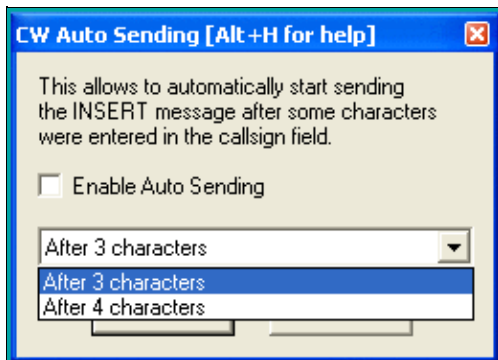 CW Auto Sending [Alt+H for help]
This allows to automatically start sending
the INSERT message after some characters
were entered in the callsign field.
Enable Auto Sending
After 3 characters
After 3 characters
After 4 characters